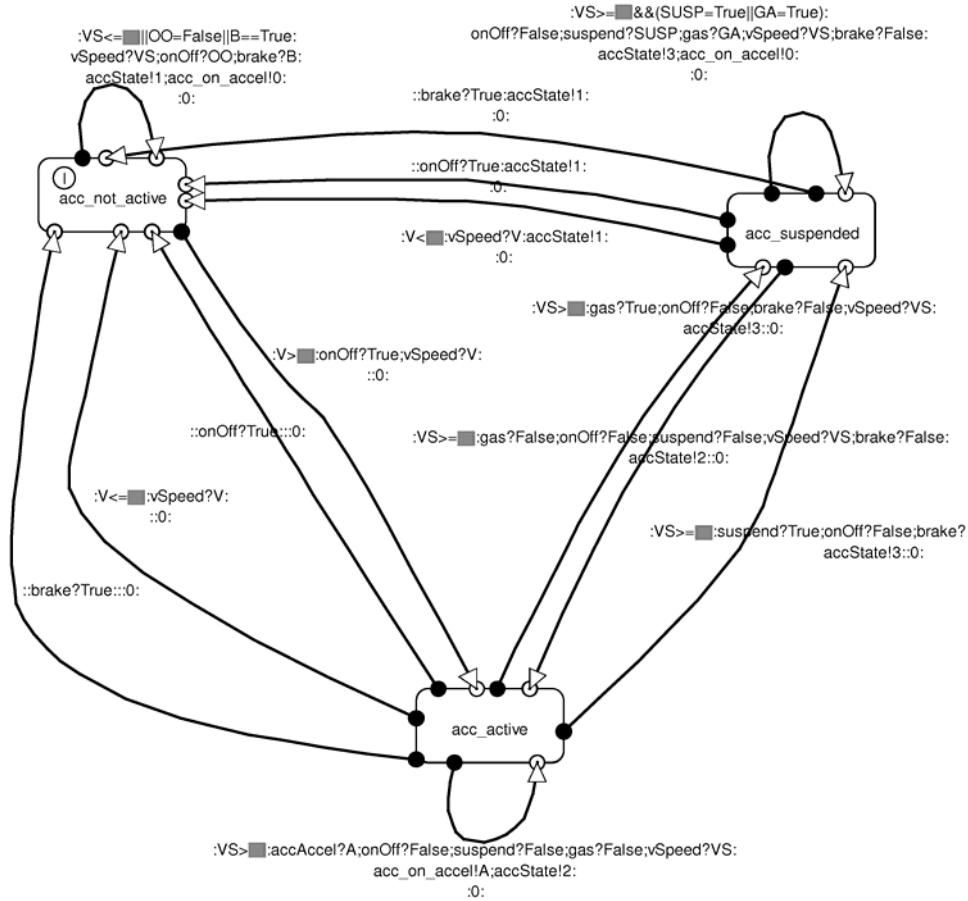 :VS>=&&(SUSP=True||GA=True):
onOff?False;suspend?SUSP;gas?GA;vSpeed?VS;brake?False:
accState!3;acc_on_accel!0:
:0:
:VS<=||OO=False||B==True:
vSpeed?VS;onOff?OO;brake?B:
accState!1;acc_on_accel!0:
:0:
::brake?True:accState!1:
:0:
::onOff?True:accState!1:
:0:
I
acc_not_active
acc_suspended
:V<:vSpeed?V:accState!1:
:0:
:VS>:gas?True;onOff?False;brake?False;vSpeed?VS:
accState!3::0:
:V>:onOff?True;vSpeed?V:
::0:
::onOff?True:::0:
:VS>=:gas?False;onOff?False;suspend?False;vSpeed?VS;brake?False:
accState!2::0:
:V<=:vSpeed?V:
::0:
:VS>=:suspend?True;onOff?False;brake?
accState!3::0:
::brake?True:::0:
acc_active
:VS>:accAccel?A;onOff?False;suspend?False;gas?False;vSpeed?VS:
acc_on_accel!A;accState!2:
:0: